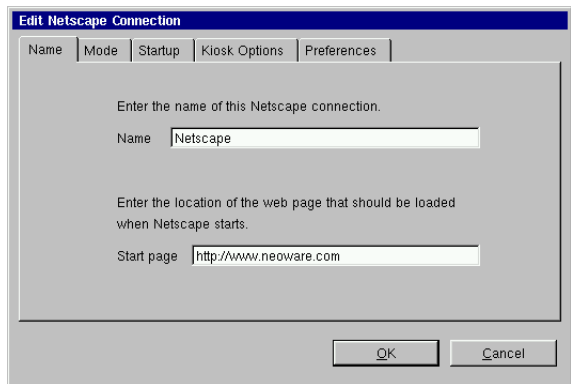 Edit Netscape Connection
Name Mode Startup Kiosk Options Preferences
Enter the name of this Netscape connection.
Name Netscape
Enter the location of the web page that should be loaded
when Netscape starts.
Start page http://www.neoware.com
OK Cancel